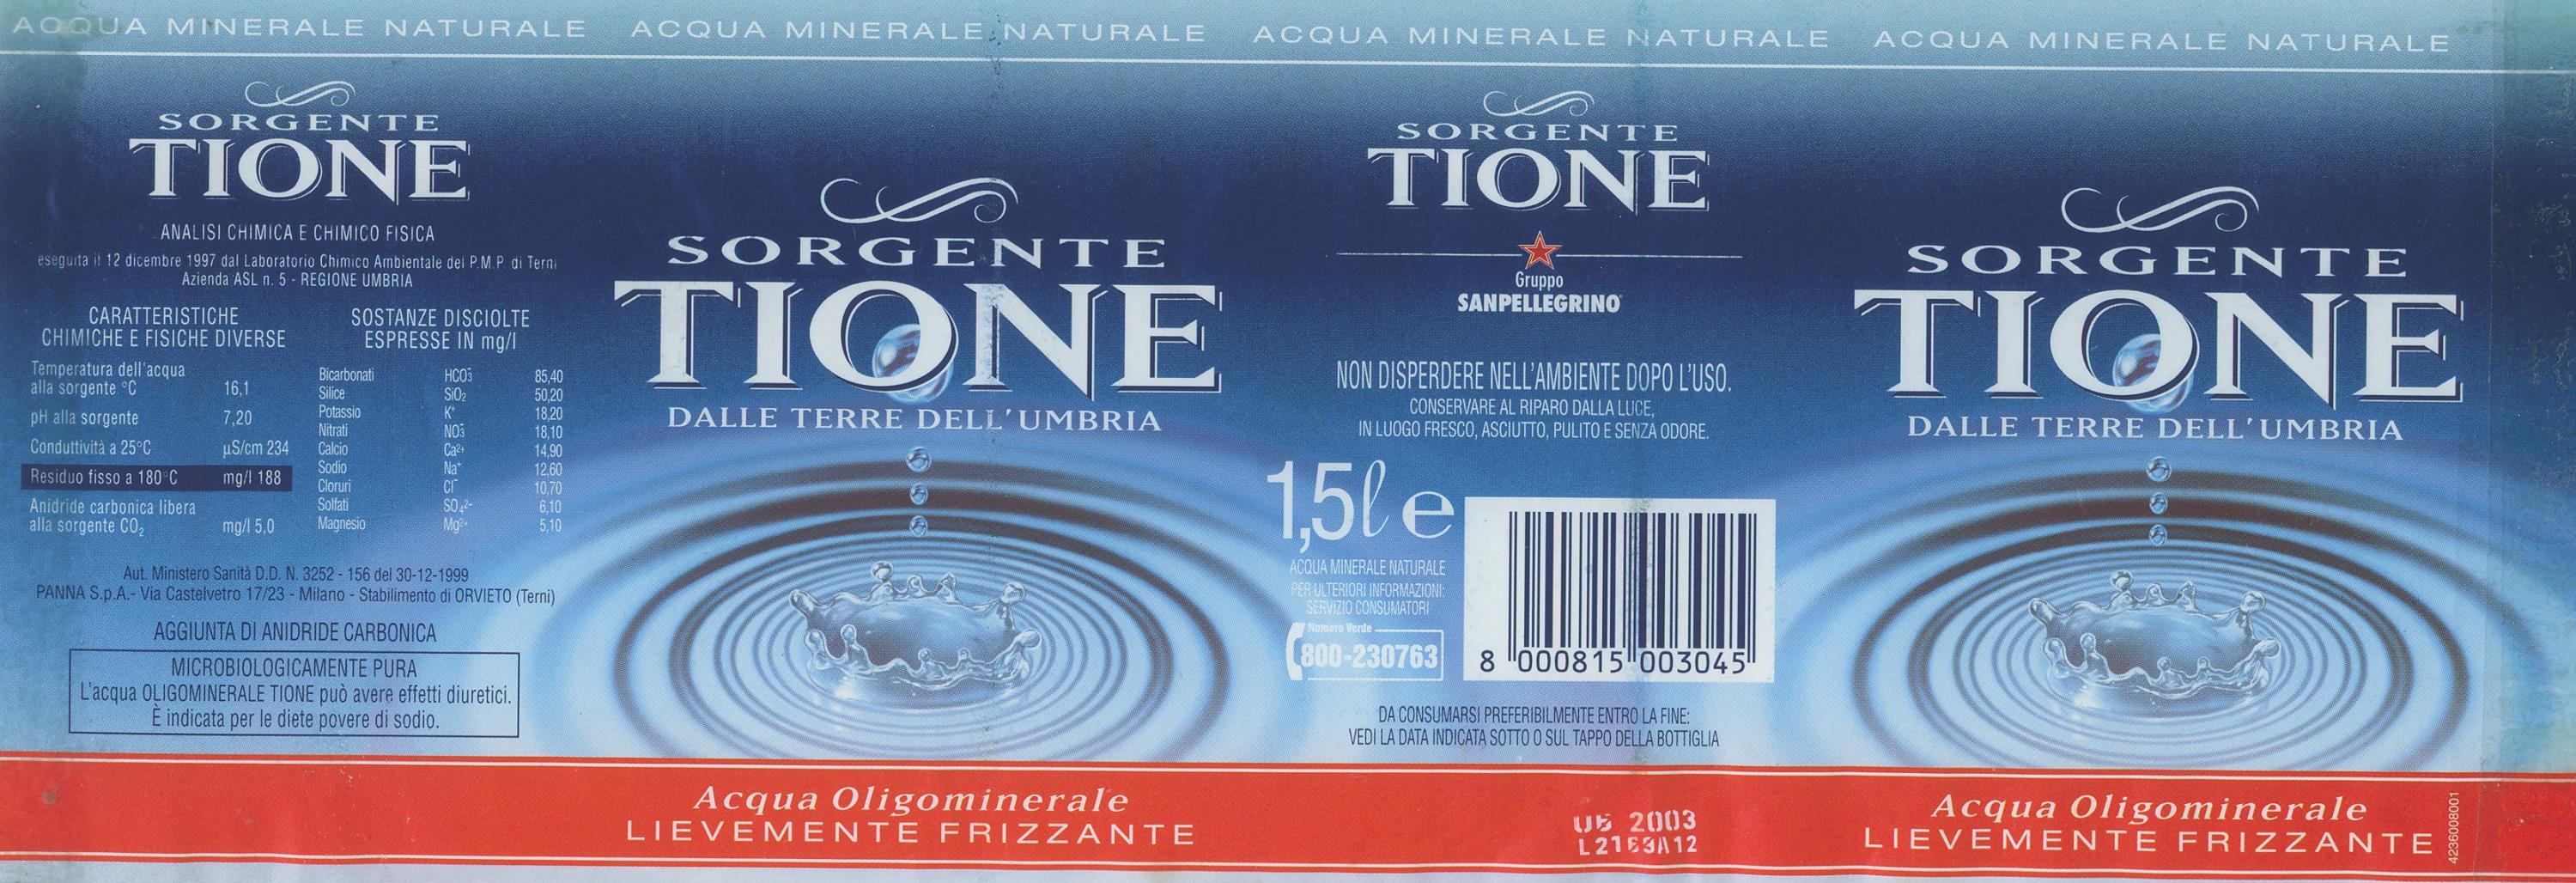 ACQUA MINERALE NATURALE ACQUA MINERALE NATURALE ACQUA MINERALE NATURALE ACQUA MINERALE NATURALE
SORGENTE
TIONE
ANALISI CHIMICA E CHIMICO FISICA
eseguita il 12 dicembre 1997 dal Laboratorio Chimico Ambientale del P.M.P. di Terni
Azienda ASL n. 5 - REGIONE UMBRIA
CARATTERISTICHE
CHIMICHE E FISICHE DIVERSE
Temperatura dell'acqua
alla sorgente °C 16,1
pH alla sorgente 7,20
Conduttività a 25°C µS/cm 234
Residuo fisso a 180°C mg/l 188
Anidride carbonica libera
alla sorgente CO₂ mg/l 5,0
SOSTANZE DISCIOLTE
ESPRESSE IN mg/l
Bicarbonati HCO₃⁻ 85,40
Silice SiO₂ 50,20
Potassio K⁺ 18,20
Nitrati NO₃⁻ 18,10
Calcio Ca²⁺ 14,90
Sodio Na⁺ 12,60
Cloruri Cl⁻ 10,70
Solfati SO₄²⁻ 6,10
Magnesio Mg²⁺ 5,10
Aut. Ministero Sanità D.D. N. 3252 - 156 del 30-12-1999
PANNA S.p.A.- Via Castelvetro 17/23 - Milano - Stabilimento di ORVIETO (Terni)
AGGIUNTA DI ANIDRIDE CARBONICA
MICROBIOLOGICAMENTE PURA
L'acqua OLIGOMINERALE TIONE può avere effetti diuretici.
È indicata per le diete povere di sodio.
SORGENTE
TIONE
DALLE TERRE DELL'UMBRIA
Acqua Oligominerale
LIEVEMENTE FRIZZANTE
SORGENTE
TIONE
Gruppo
SANPELLEGRINO
NON DISPERDERE NELL'AMBIENTE DOPO L'USO.
CONSERVARE AL RIPARO DALLA LUCE,
IN LUOGO FRESCO, ASCIUTTO, PULITO E SENZA ODORE.
1,5 l e
ACQUA MINERALE NATURALE
PER ULTERIORI INFORMAZIONI:
SERVIZIO CONSUMATORI
Numero Verde
800-230763
8 000815 003045
DA CONSUMARSI PREFERIBILMENTE ENTRO LA FINE:
VEDI LA DATA INDICATA SOTTO O SUL TAPPO DELLA BOTTIGLIA
06 2003
L2163A12
SORGENTE
TIONE
DALLE TERRE DELL'UMBRIA
Acqua Oligominerale
LIEVEMENTE FRIZZANTE
4236008001